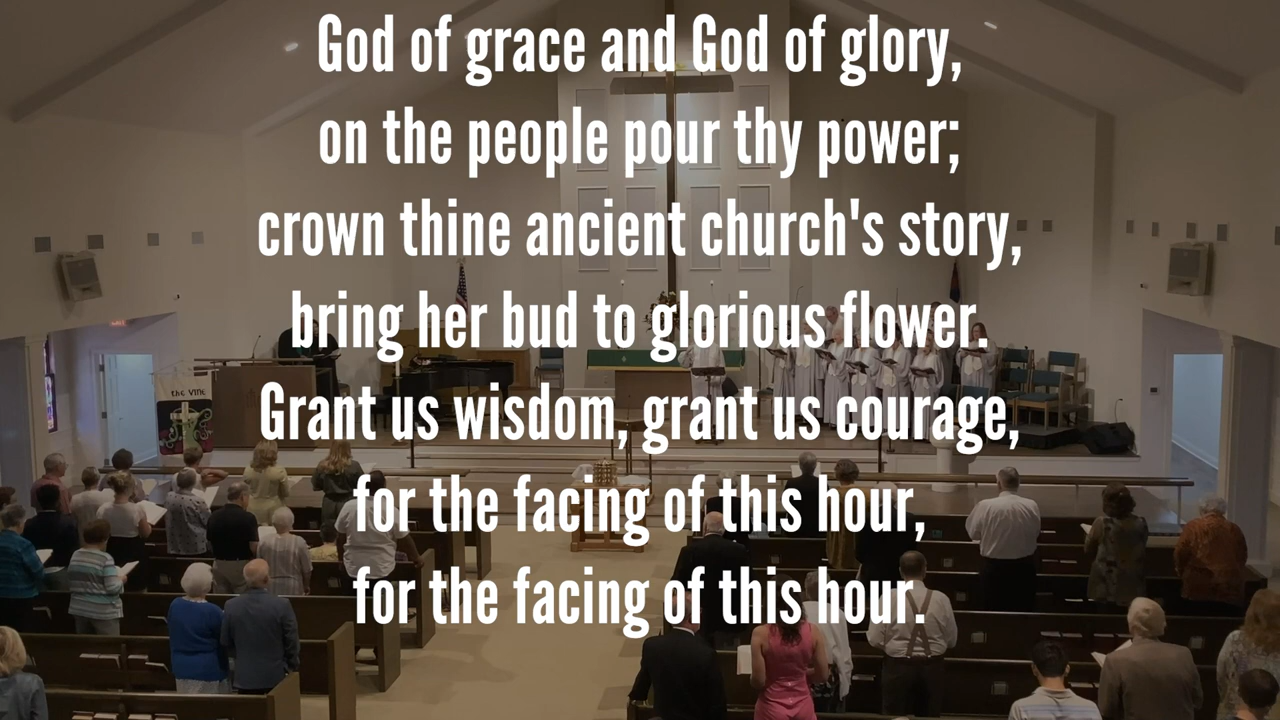 God of grace and God of glory,
on the people pour thy power;
crown thine ancient church's story,
bring her bud to glorious flower.
Grant us wisdom, grant us courage,
for the facing of this hour,
for the facing of this hour.
the VINE